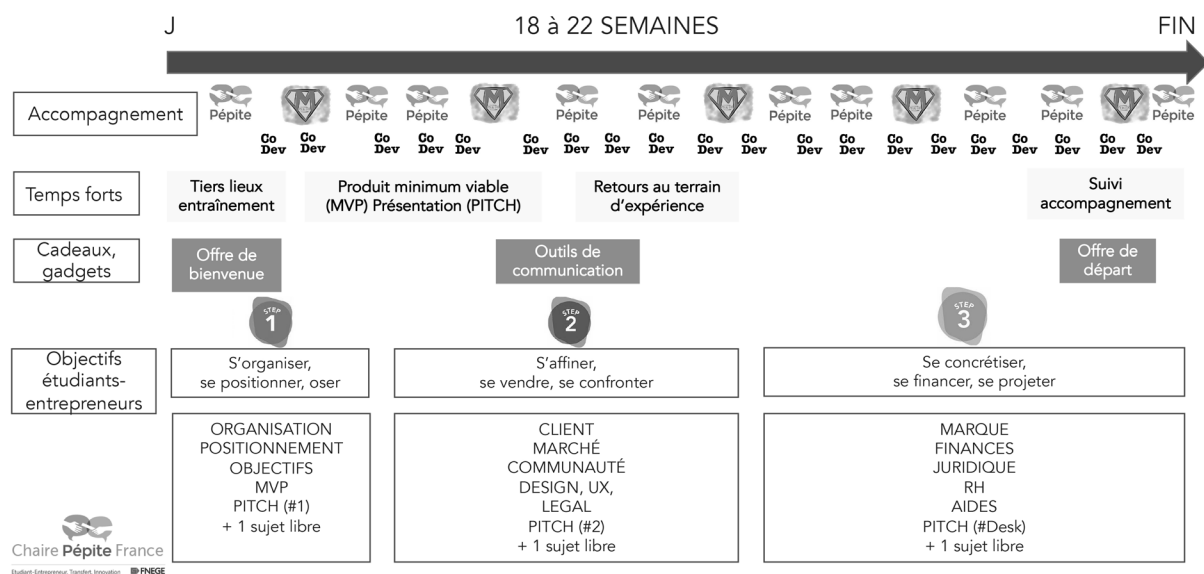 J 18 à 22 SEMAINES FIN
Accompagnement
Pépite M Pépite Pépite M Pépite Pépite M Pépite Pépite M Pépite Pépite M Pépite
Co Co Co Co Co Co Co Co Co Co Co Co Co Co Co Co Co Co Co Co
Dev Dev Dev Dev Dev Dev Dev Dev Dev Dev Dev Dev Dev Dev Dev Dev Dev Dev Dev Dev
Temps forts
Tiers lieux
entraînement
Produit minimum viable
(MVP) Présentation (PITCH)
Retours au terrain
d'expérience
Suivi
accompagnement
Cadeaux,
gadgets
Offre de
bienvenue
Outils de
communication
Offre de
départ
STEP
1
STEP
2
STEP
3
Objectifs
étudiants-
entrepreneurs
S'organiser,
se positionner, oser
S'affiner,
se vendre, se confronter
Se concrétiser,
se financer, se projeter
ORGANISATION
POSITIONNEMENT
OBJECTIFS
MVP
PITCH (#1)
+ 1 sujet libre
CLIENT
MARCHÉ
COMMUNAUTÉ
DESIGN, UX,
LEGAL
PITCH (#2)
+ 1 sujet libre
MARQUE
FINANCES
JURIDIQUE
RH
AIDES
PITCH (#Desk)
+ 1 sujet libre
Chaire Pépite France
Etudiant-Entrepreneur, Transfert, Innovation FNEGE